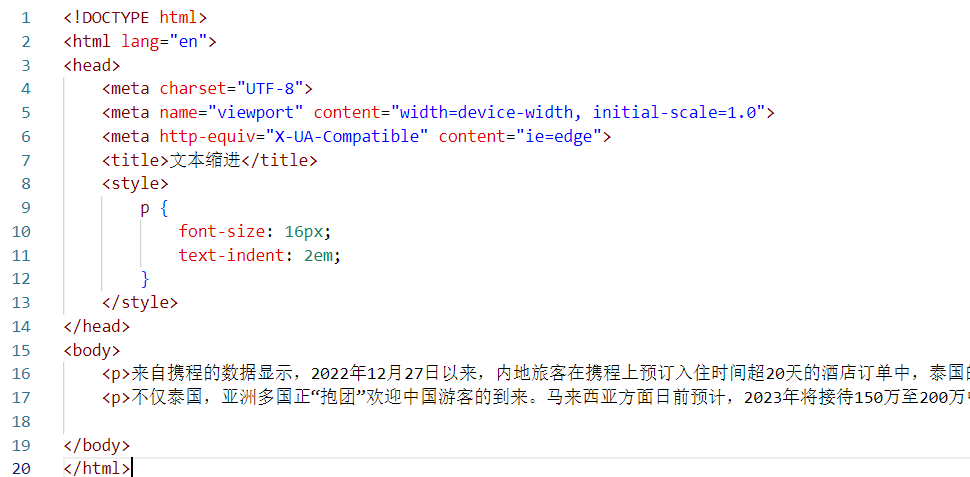 1 <!DOCTYPE html>
2 <html lang="en">
3 <head>
4 <meta charset="UTF-8">
5 <meta name="viewport" content="width=device-width, initial-scale=1.0">
6 <meta http-equiv="X-UA-Compatible" content="ie=edge">
7 <title>文本缩进</title>
8 <style>
9 p {
10 font-size: 16px;
11 text-indent: 2em;
12 }
13 </style>
14 </head>
15 <body>
16 <p>来自携程的数据显示，2022年12月27日以来，内地旅客在携程上预订入住时间超20天的酒店订单中，泰国
17 <p>不仅泰国，亚洲多国正“抱团”欢迎中国游客的到来。马来西亚方面日前预计，2023年将接待150万至200万
18
19 </body>
20 </html>